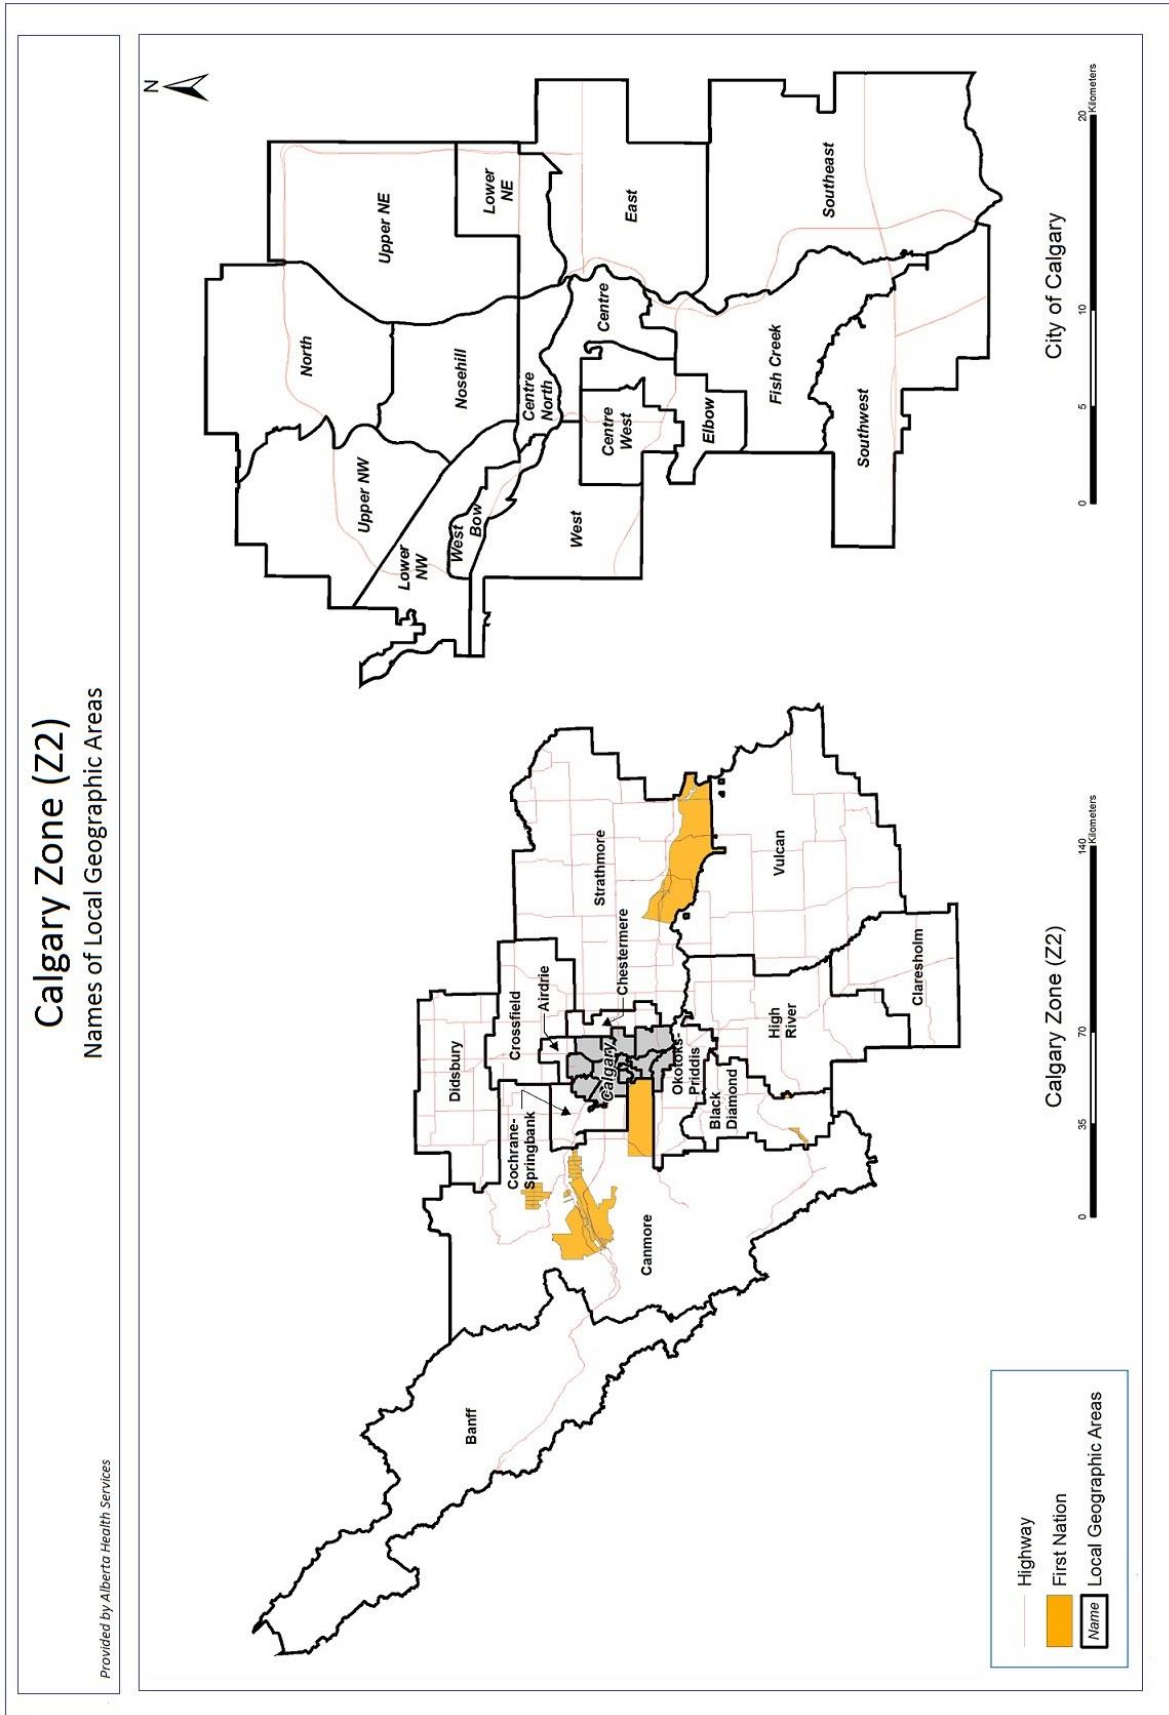 Calgary Zone (Z2)
Names of Local Geographic Areas
Provided by Alberta Health Services
N
Didsbury
Crossfield
Airdrie
Cochrane-
Springbank
Chestermere
Strathmore
Calgary
Banff
Canmore
Okotoks-
Priddis
Black
Diamond
High
River
Vulcan
Claresholm
0
35
70
140
Kilometers
Calgary Zone (Z2)
North
Upper NE
Upper NW
Nosehill
Lower
NE
Lower
NW
West
Bow
Centre
North
West
Centre
West
Centre
East
Elbow
Fish Creek
Southeast
Southwest
0
5
10
20
Kilometers
City of Calgary
Highway
First Nation
Name
Local Geographic Areas